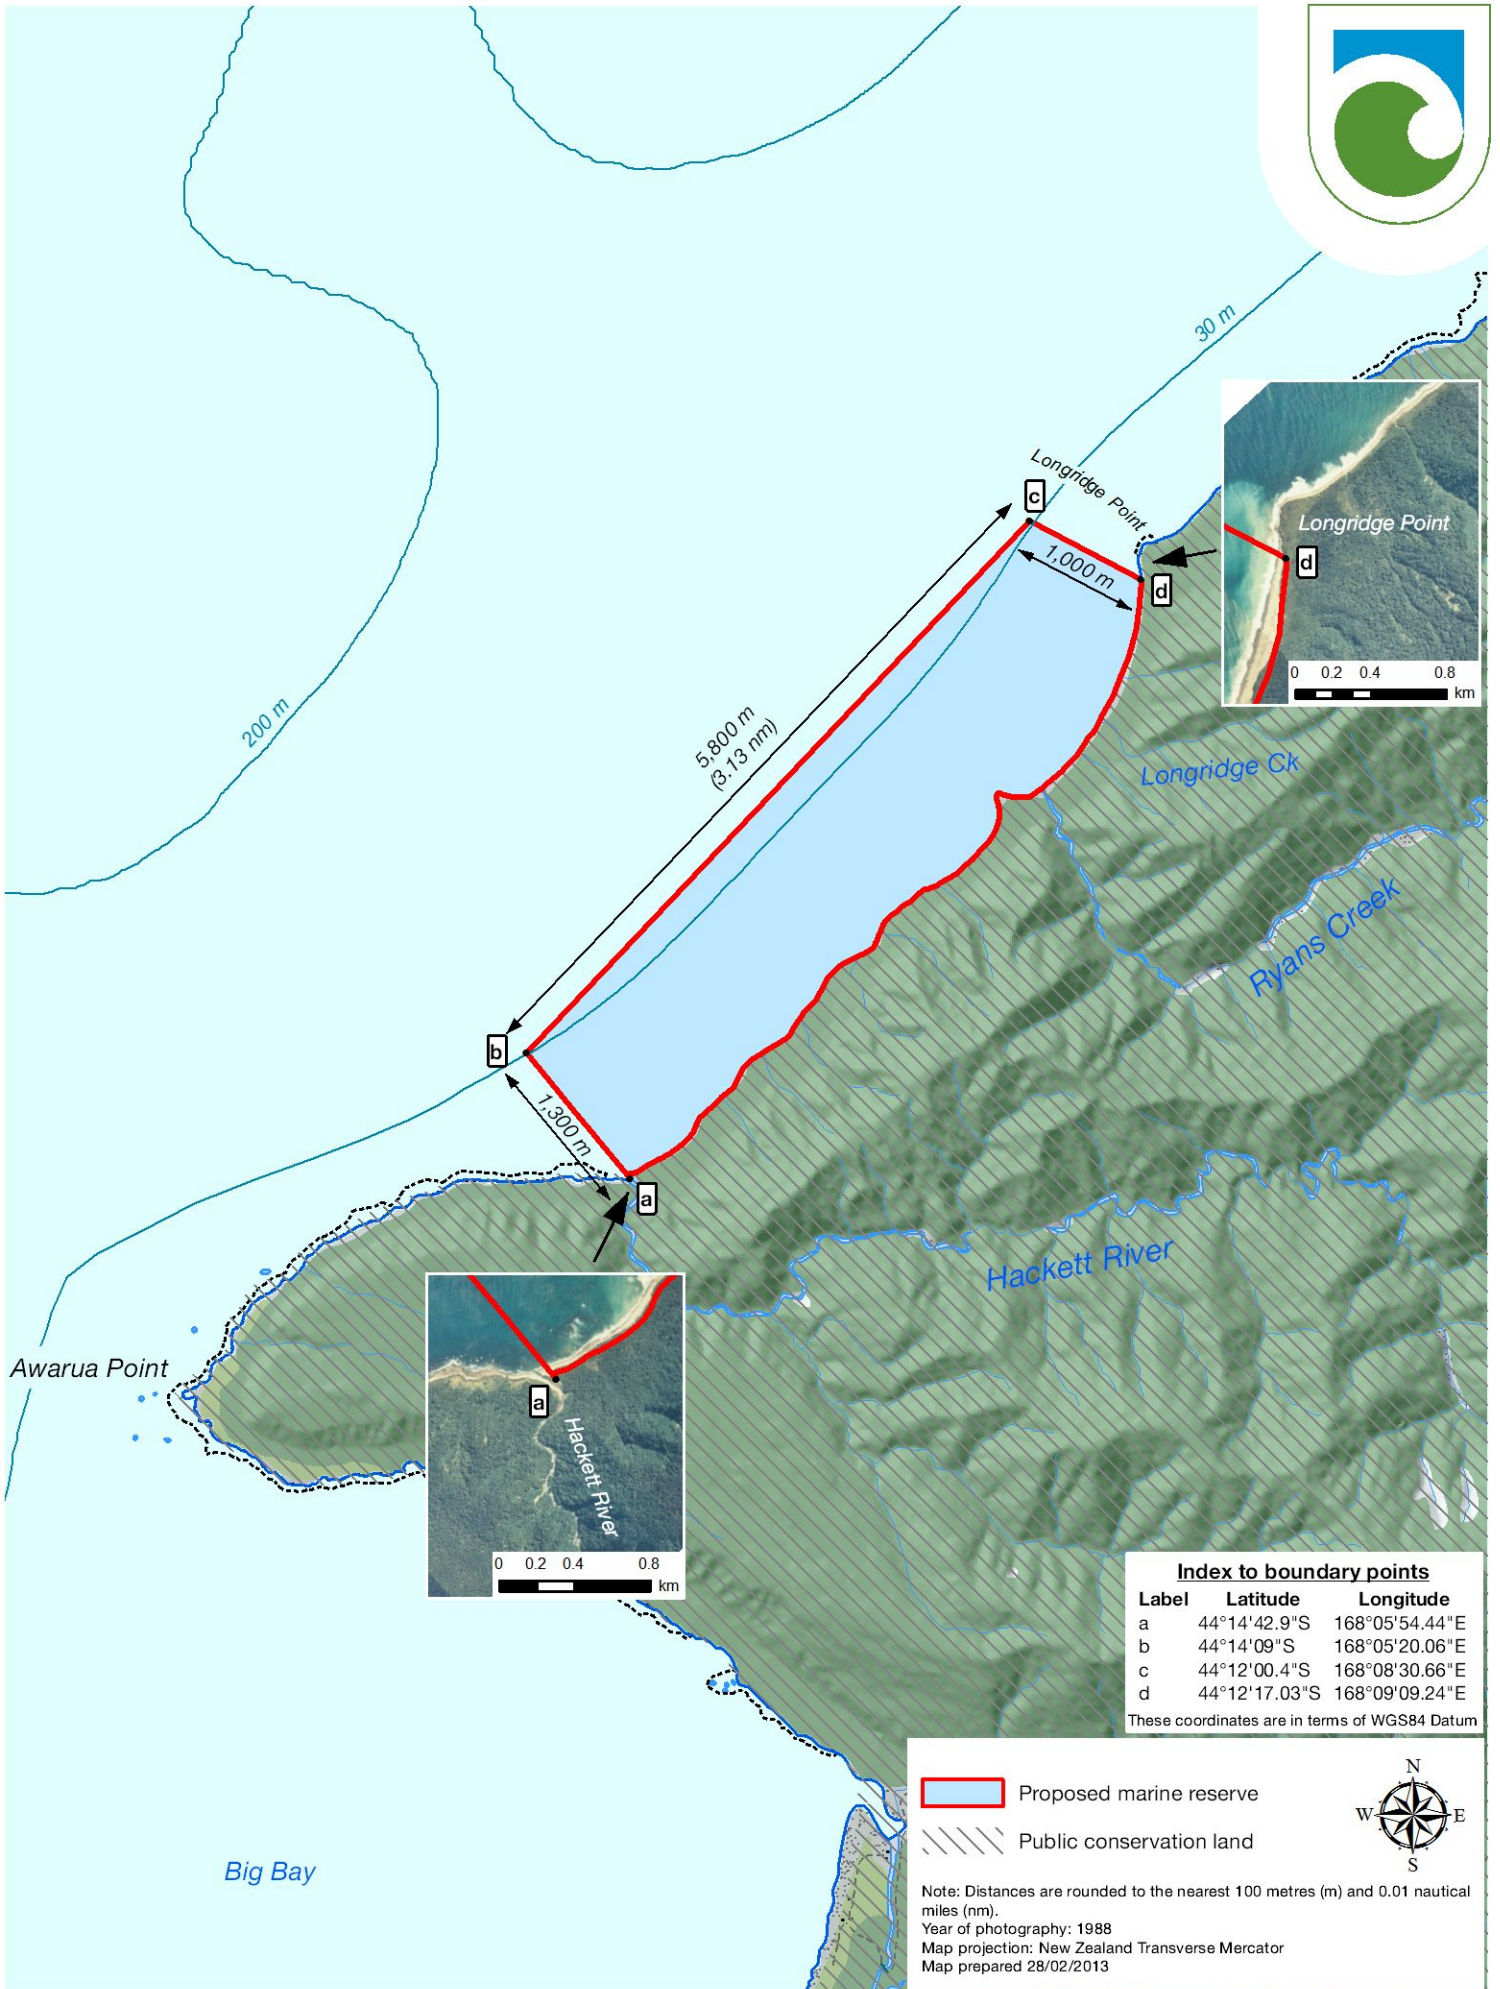 30 m
Longridge Point
c
1,000 m
d
Longridge Point
d
0 0.2 0.4 0.8
km
200 m
5,800 m
(3.13 nm)
Longridge Ck
Ryans Creek
b
1,300 m
a
Hackett River
Awarua Point
a
Hackett River
0 0.2 0.4 0.8
km
Index to boundary points
Label Latitude Longitude
a 44°14'42.9"S 168°05'54.44"E
b 44°14'09"S 168°05'20.06"E
c 44°12'00.4"S 168°08'30.66"E
d 44°12'17.03"S 168°09'09.24"E
These coordinates are in terms of WGS84 Datum
Big Bay
Proposed marine reserve
Public conservation land
N
W E
S
Note: Distances are rounded to the nearest 100 metres (m) and 0.01 nautical
miles (nm).
Year of photography: 1988
Map projection: New Zealand Transverse Mercator
Map prepared 28/02/2013